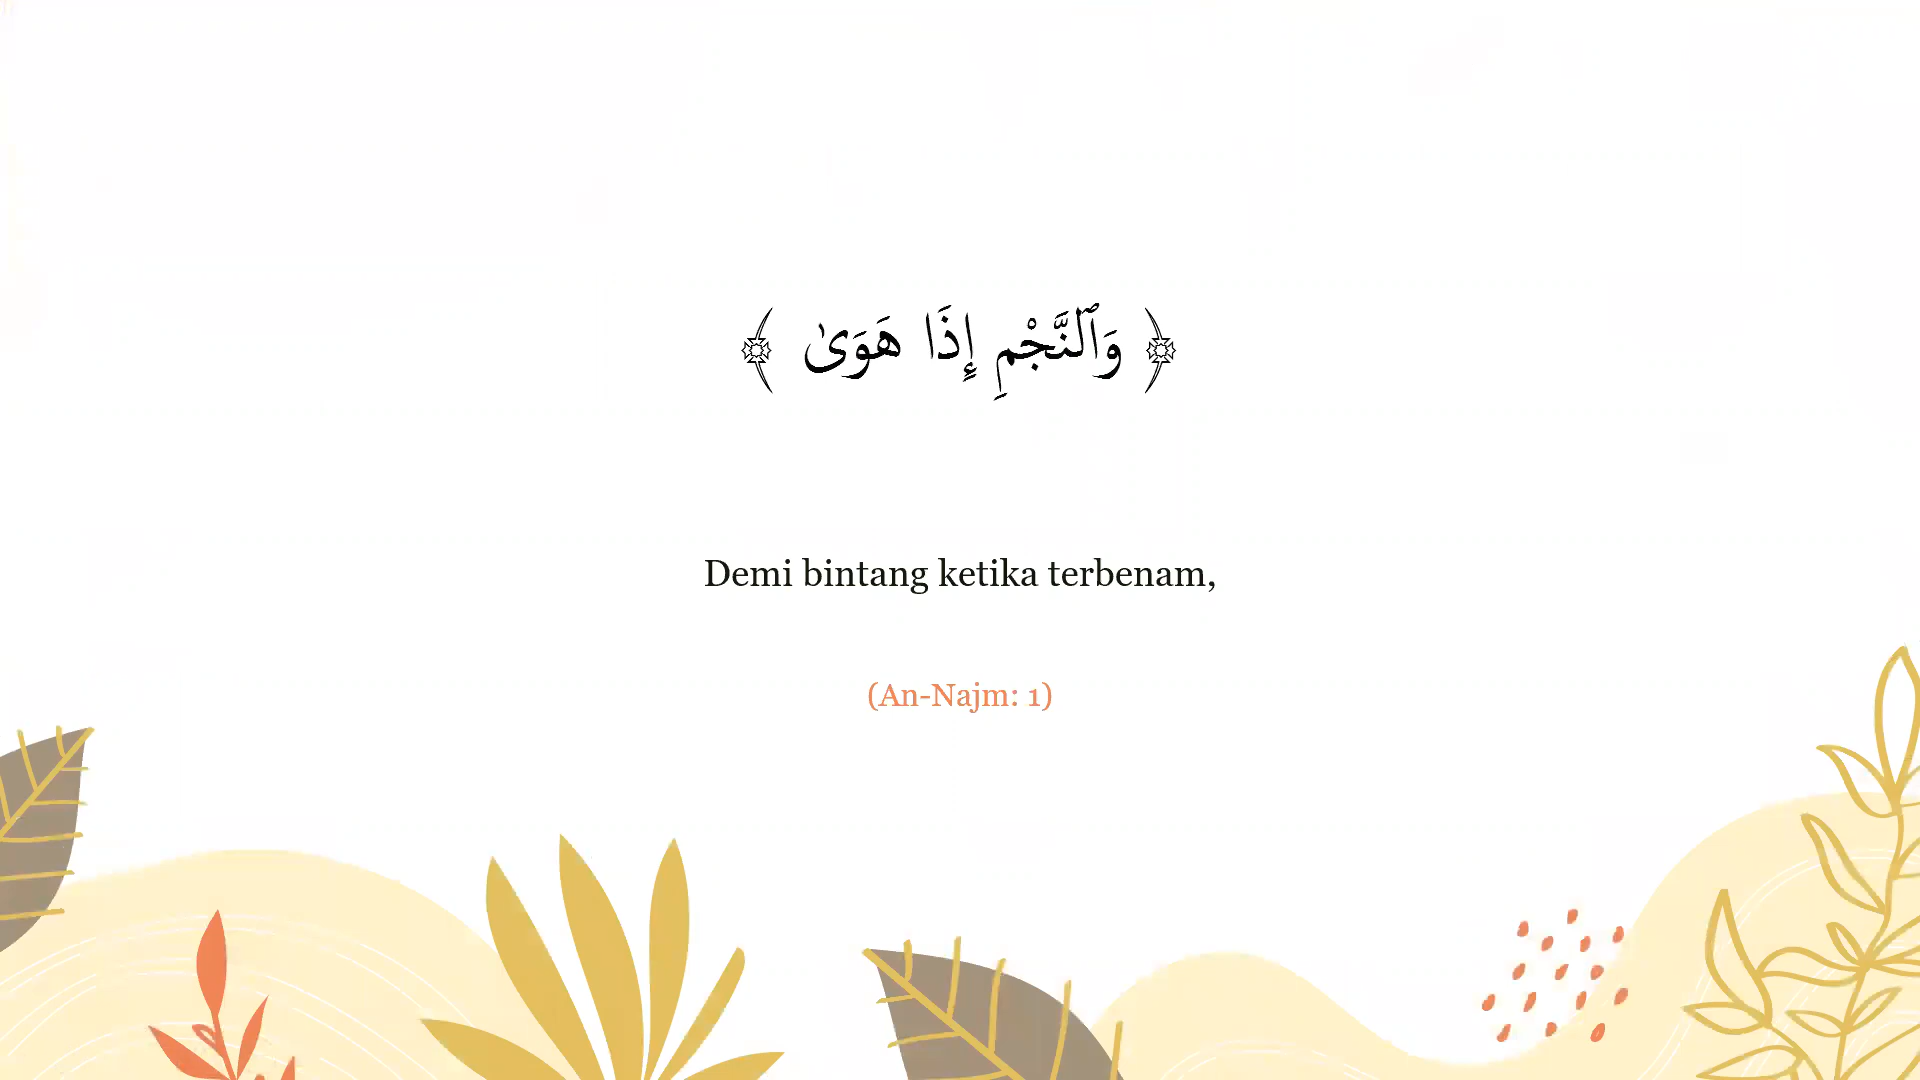 ﴿ وَٱلنَّجْمِ إِذَا هَوَىٰ ﴾
Demi bintang ketika terbenam,
(An-Najm: 1)